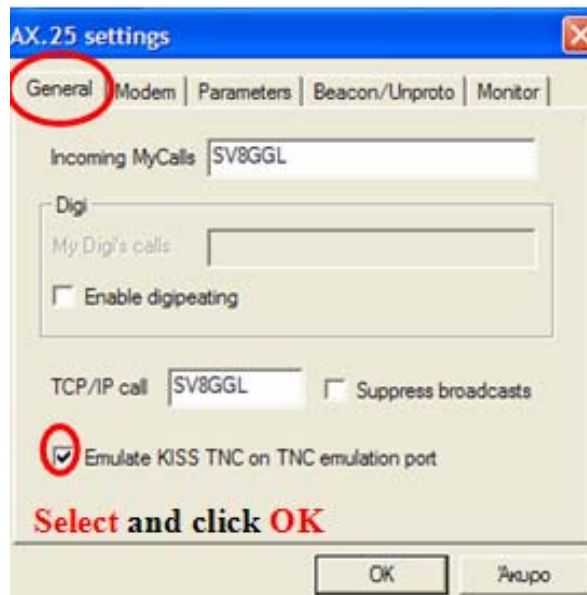 AX.25 settings
General Modem Parameters Beacon/Unproto Monitor
Incoming MyCalls SV8GGL
Digi
My Digi's calls
Enable digipeating
TCP/IP call SV8GGL Suppress broadcasts
Emulate KISS TNC on TNC emulation port
Select and click OK
OK Άκυρο